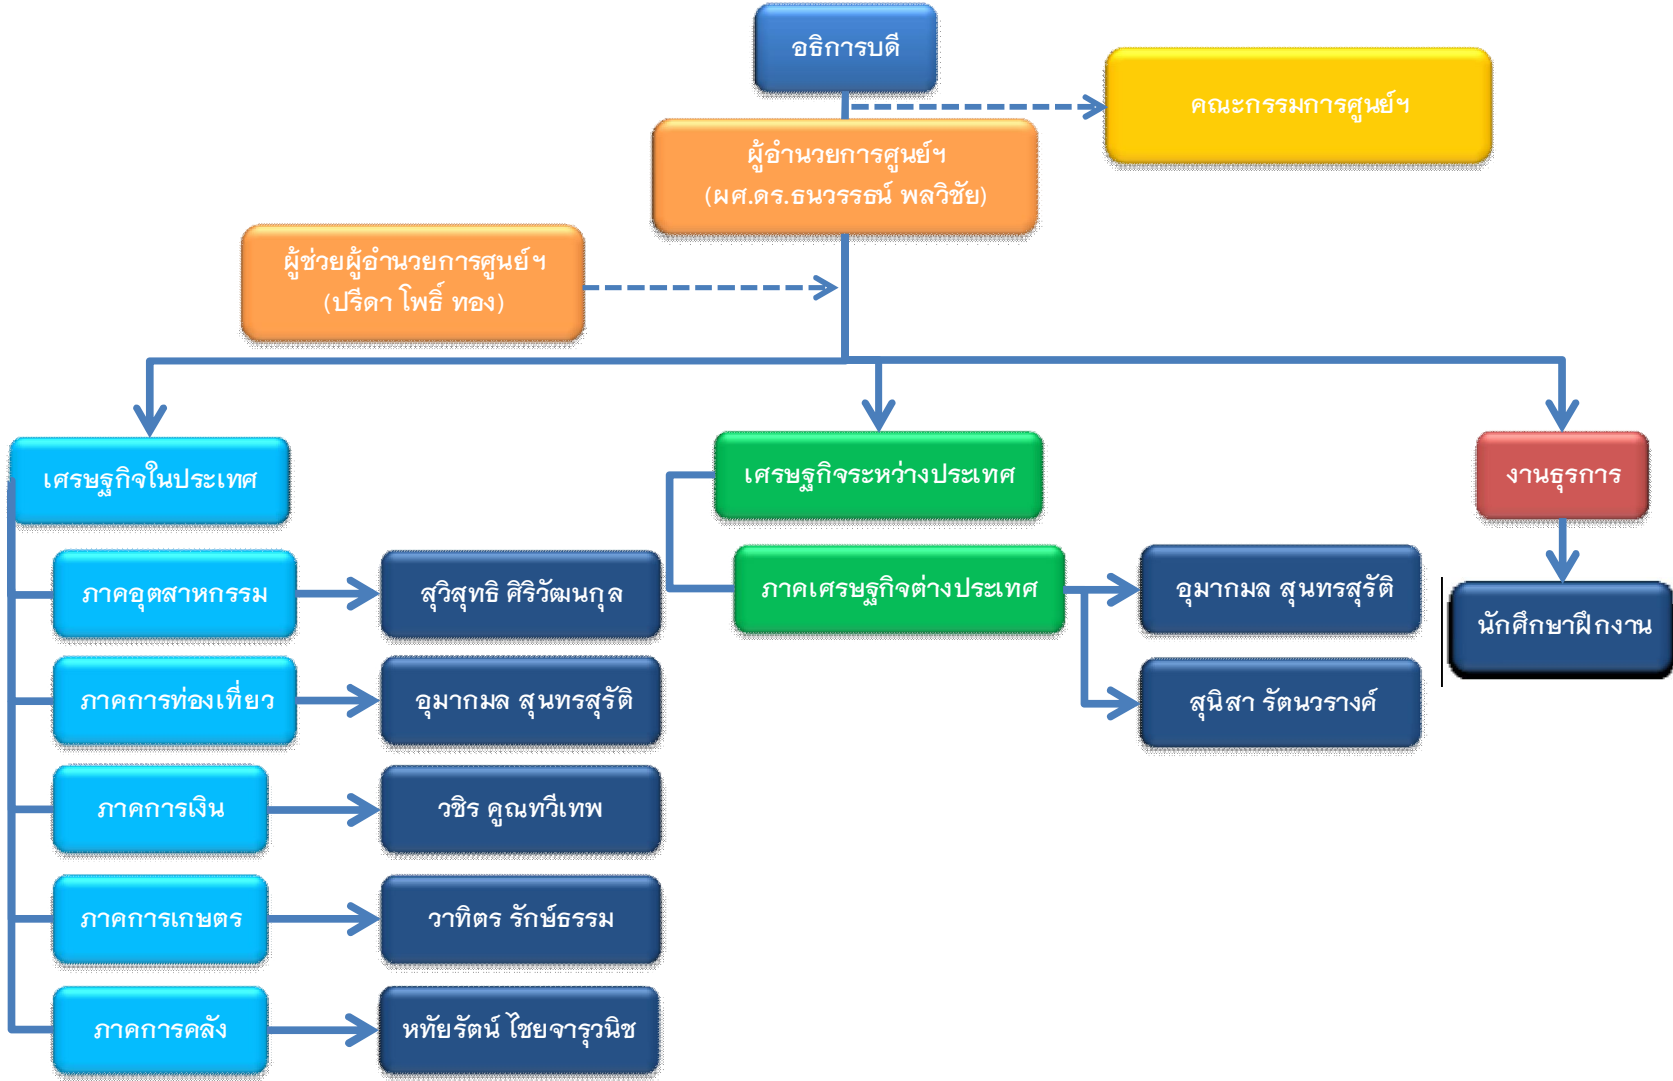 อธิการบดี
คณะกรรมการศูนย์ฯ
ผู้อำนวยการศูนย์ฯ
(ผศ.ดร.ธนวรรธน์ พลวิชัย)
ผู้ช่วยผู้อำนวยการศูนย์ฯ
(ปรีดา โพธิ์ ทอง)
เศรษฐกิจในประเทศ
เศรษฐกิจระหว่างประเทศ
งานธุรการ
ภาคอุตสาหกรรม
สุวิสุทธิ ศิริวัฒนกุล
ภาคเศรษฐกิจต่างประเทศ
อุมากมล สุนทรสุรัติ
นักศึกษาฝึกงาน
ภาคการท่องเที่ยว
อุมากมล สุนทรสุรัติ
สุนิสา รัตนวรางค์
ภาคการเงิน
วชิร คูณทวีเทพ
ภาคการเกษตร
วาทิตร รักษ์ธรรม
ภาคการคลัง
หทัยรัตน์ ไชยจารุวนิช